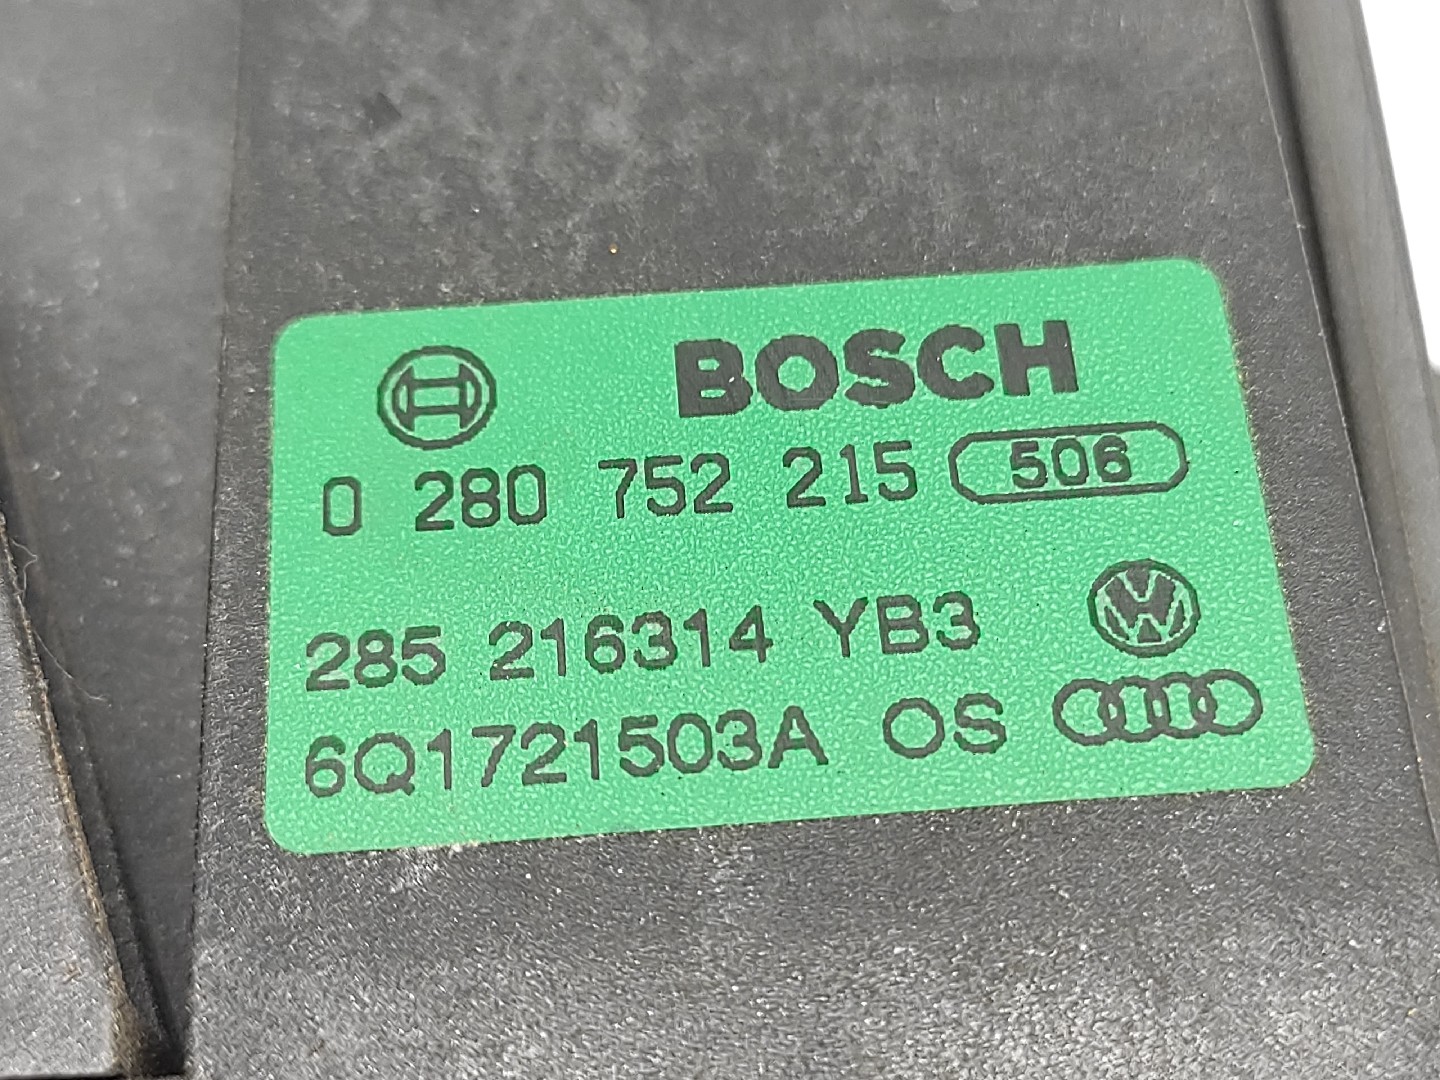 BOSCH
0 280 752 215 506
285 216314 YB3
6Q1721503A OS